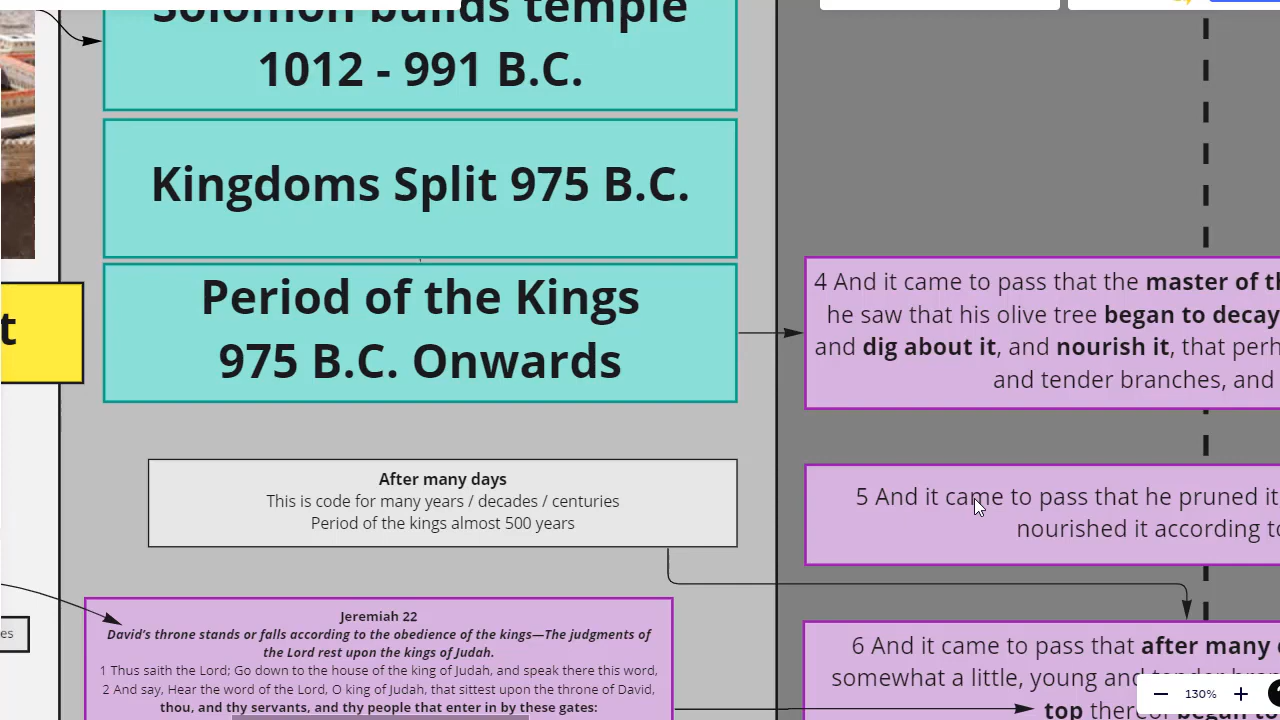 Solomon builds temple
1012 - 991 B.C.
Kingdoms Split 975 B.C.
Period of the Kings
975 B.C. Onwards
t
After many days
This is code for many years / decades / centuries
Period of the kings almost 500 years
es
Jeremiah 22
David's throne stands or falls according to the obedience of the kings—The judgments of
the Lord rest upon the kings of Judah.
1 Thus saith the Lord; Go down to the house of the king of Judah, and speak there this word,
2 And say, Hear the word of the Lord, O king of Judah, that sittest upon the throne of David,
thou, and thy servants, and thy people that enter in by these gates:
4 And it came to pass that the master of th
he saw that his olive tree began to decay
and dig about it, and nourish it, that perh
and tender branches, and
5 And it came to pass that he pruned it
nourished it according to
6 And it came to pass that after many
somewhat a little, young and tender
top thereof began to
130%